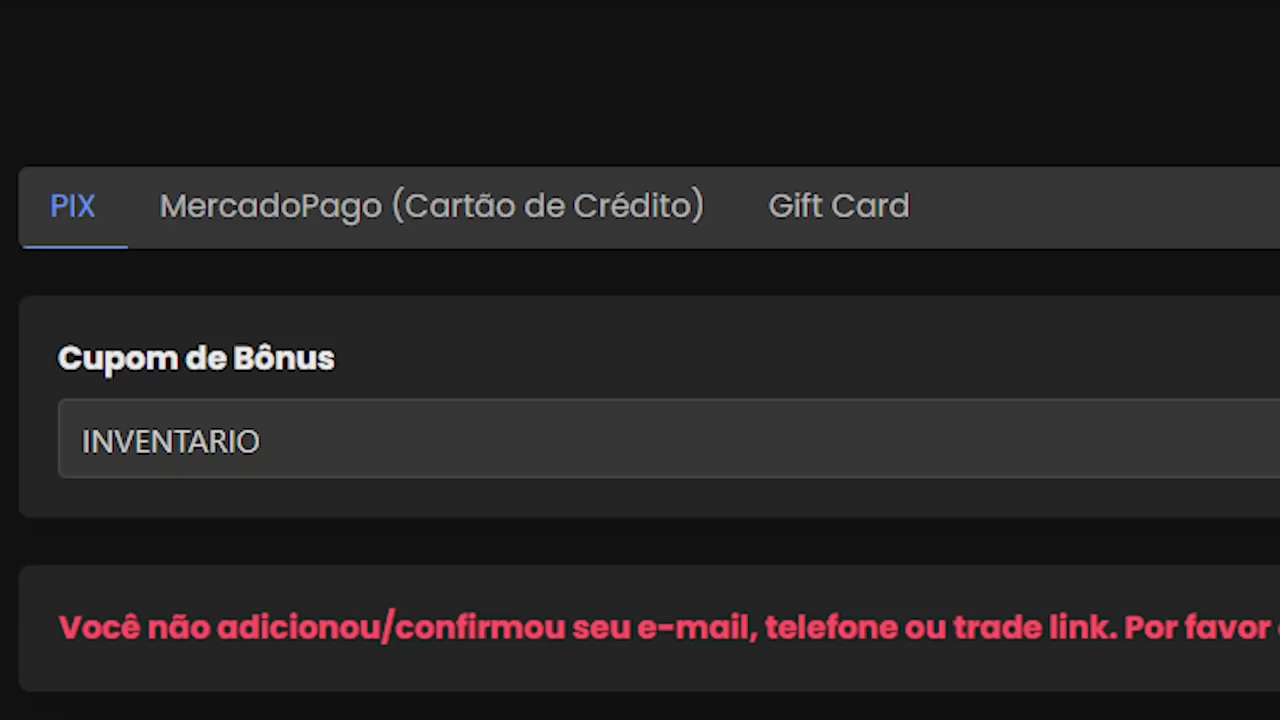 PIX MercadoPago (Cartão de Crédito) Gift Card
Cupom de Bônus
INVENTARIO
Você não adicionou/confirmou seu e-mail, telefone ou trade link. Por favor